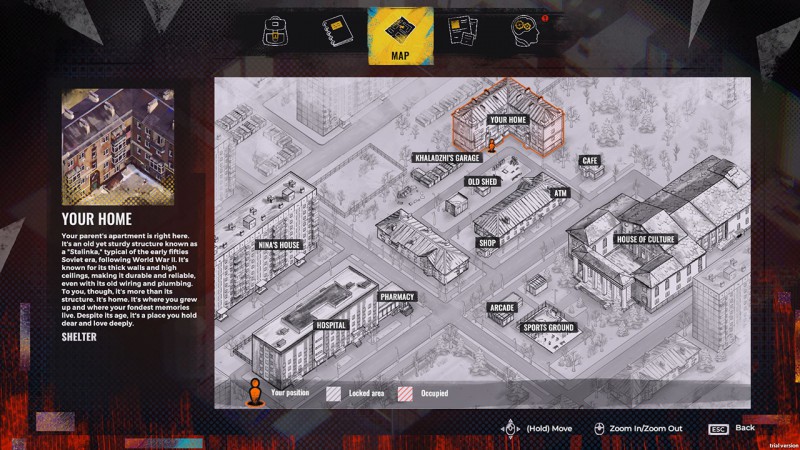 MAP
YOUR HOME
Your parent's apartment is right here.
It's an old yet sturdy structure known as
a "Stalinka," typical of the early fifties
Soviet era, following World War II. It's
known for its thick walls and high
ceilings, making it durable and reliable,
even with its old wiring and plumbing.
To you, though, it's more than its
structure. It's home. It's where you grew
up and where your fondest memories
live. Despite its age, it's a place you hold
dear and love deeply.
SHELTER
YOUR HOME
KHALADZHI'S GARAGE
CAFE
OLD SHED
ATM
NINA'S HOUSE
SHOP
HOUSE OF CULTURE
PHARMACY
ARCADE
HOSPITAL
SPORTS GROUND
Your position
Locked area
Occupied
(Hold) Move
Zoom In/Zoom Out
ESC
Back
trial version